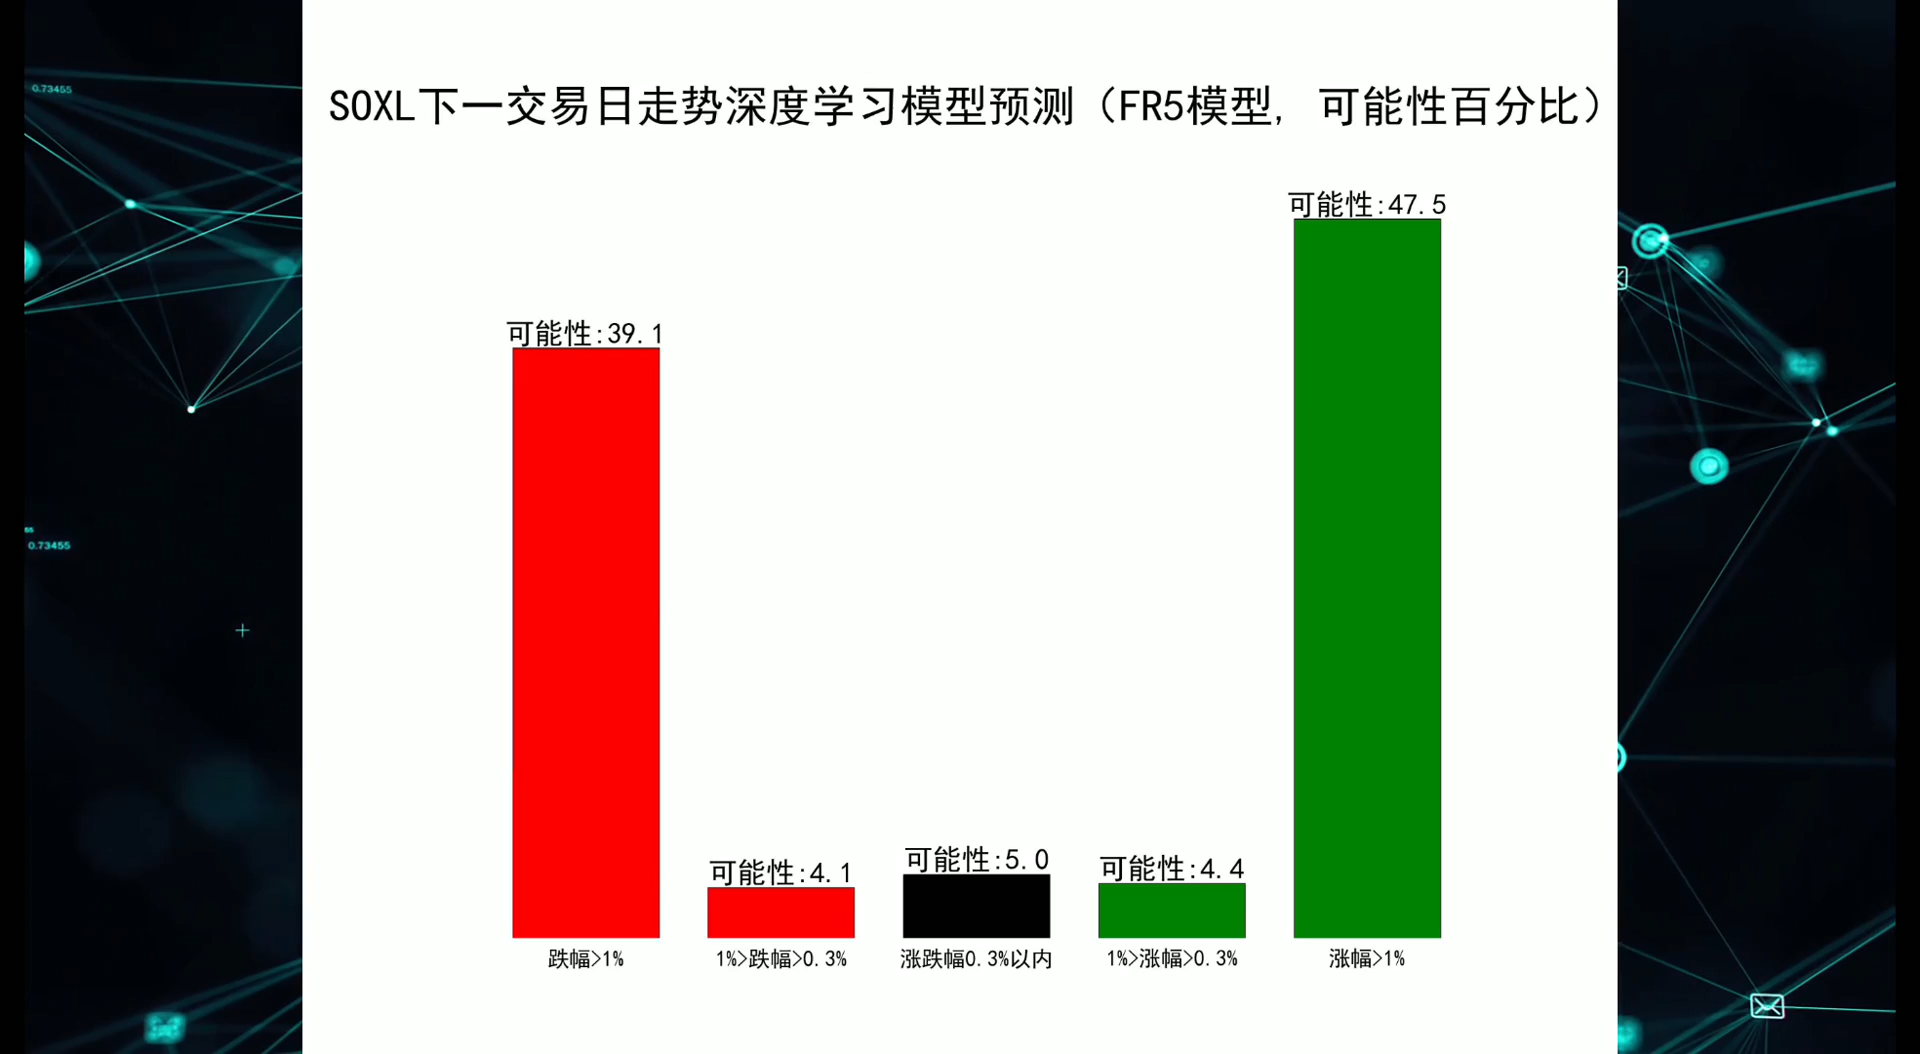 SOXL下一交易日走势深度学习模型预测（FR5模型, 可能性百分比）
0.73455
可能性:47.5
可能性:39.1
0.73455
可能性:5.0
可能性:4.4
可能性:4.1
跌幅>1%
1%>跌幅>0.3%
涨跌幅0.3%以内
1%>涨幅>0.3%
涨幅>1%